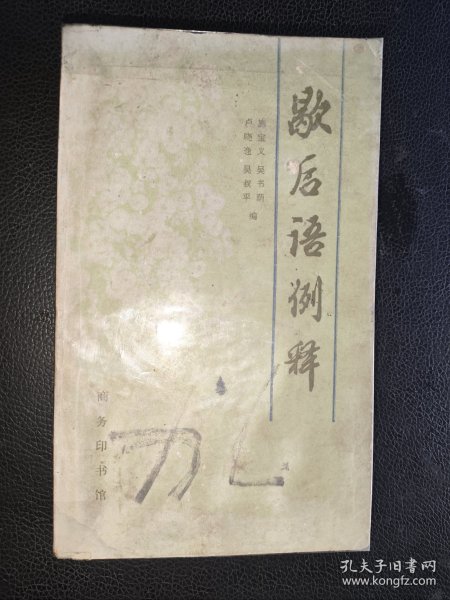 歇后语例释
施宝义 吴书荫
卢晓逸 吴叔平 编
商务印书馆
孔夫子旧书网
www.kongfz.com